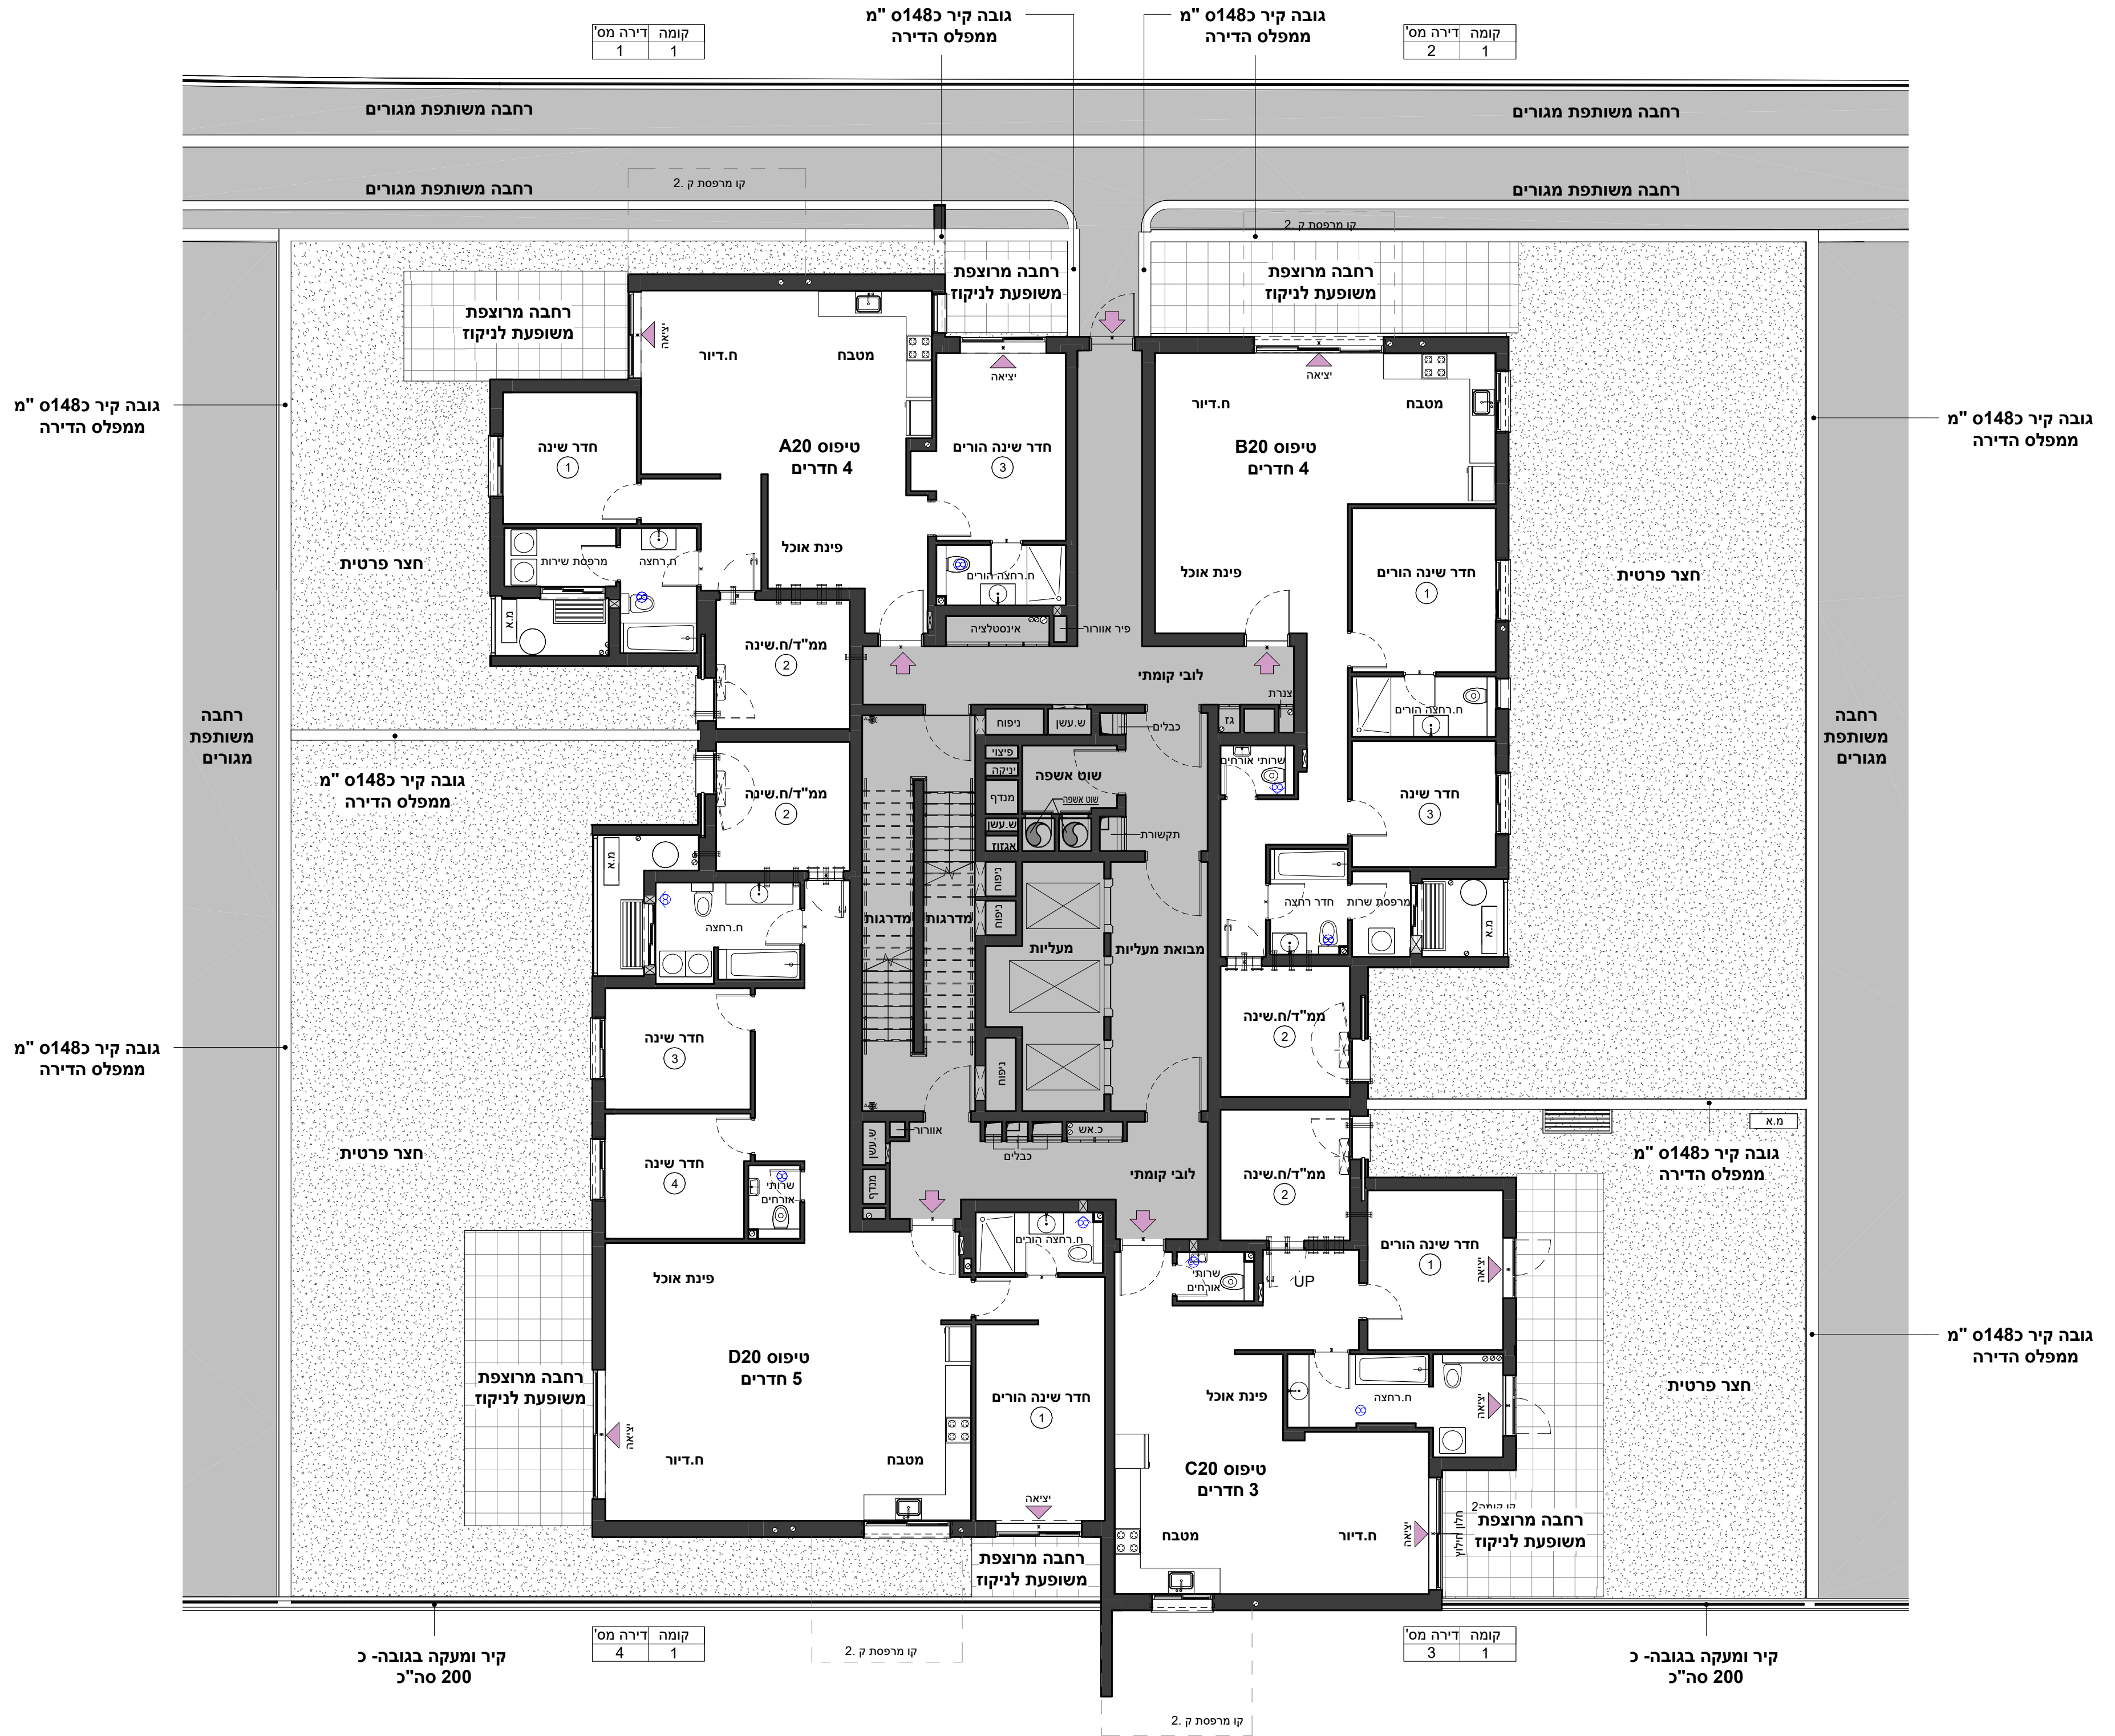 גובה קיר כ148ס "מ
ממפלס הדירה
גובה קיר כ148ס "מ
ממפלס הדירה
קומה דירה מס'
1 2
קומה דירה מס'
1 1
רחבה משותפת מגורים
רחבה משותפת מגורים
רחבה משותפת מגורים
רחבה משותפת מגורים
קו מרפסת ק .2
קו מרפסת ק .2
רחבה מרוצפת
משופעת לניקוז
רחבה מרוצפת
משופעת לניקוז
רחבה מרוצפת
משופעת לניקוז
יציאה
יציאה
יציאה
ח.דיור
מטבח
מטבח
ח.דיור
גובה קיר כ148ס "מ
ממפלס הדירה
גובה קיר כ148ס "מ
ממפלס הדירה
טיפוס B20
4 חדרים
חדר שינה הורים
3
טיפוס A20
4 חדרים
חדר שינה
1
פינת אוכל
פינת אוכל
חדר שינה הורים
1
חצר פרטית
חצר פרטית
מרפסת שירות
ח.רחצה
ח.רחצה הורים
מ.א
אינסטלציה
פיר אוורור
ממ"ד/ח.שינה
2
לובי קומתי
צנרת
גז
כבלים
ש.עשן
ניפוח
ח.רחצה הורים
רחבה
משותפת
מגורים
רחבה
משותפת
מגורים
גובה קיר כ148ס "מ
ממפלס הדירה
שרותי אורחים
שוט אשפה
שוט אשפה
פיצוי
יניקה
מנדף
ש.עשן
אגזוז
תקשורת
ממ"ד/ח.שינה
2
חדר שינה
3
מ.א
ניפוח
ניפוח
ח.רחצה
חדר רחצה
מרפסת שרות
מ.א
מדרגות
מדרגות
מעליות
מבואת מעליות
ממ"ד/ח.שינה
2
חדר שינה
3
גובה קיר כ148ס "מ
ממפלס הדירה
ניפוח
אוורור
ש.עשן
כ.אש
כבלים
מ.א
חצר פרטית
חדר שינה
4
לובי קומתי
ממ"ד/ח.שינה
2
גובה קיר כ148ס "מ
ממפלס הדירה
מנדף
שרותי
אורחים
ח.רחצה הורים
חדר שינה הורים
1
יציאה
שרותי
אורחים
UP
פינת אוכל
גובה קיר כ148ס "מ
ממפלס הדירה
טיפוס D20
5 חדרים
רחבה מרוצפת
משופעת לניקוז
יציאה
חדר שינה הורים
1
פינת אוכל
ח.רחצה
יציאה
חצר פרטית
ח.דיור
מטבח
טיפוס C20
3 חדרים
יציאה
קו קומה2
חלון חילוץ
רחבה מרוצפת
משופעת לניקוז
יציאה
מטבח
ח.דיור
רחבה מרוצפת
משופעת לניקוז
קומה דירה מס'
1 3
קומה דירה מס'
1 4
קו מרפסת ק .2
קיר ומעקה בגובה- כ
200 סה"כ
קיר ומעקה בגובה- כ
200 סה"כ
קו מרפסת ק .2